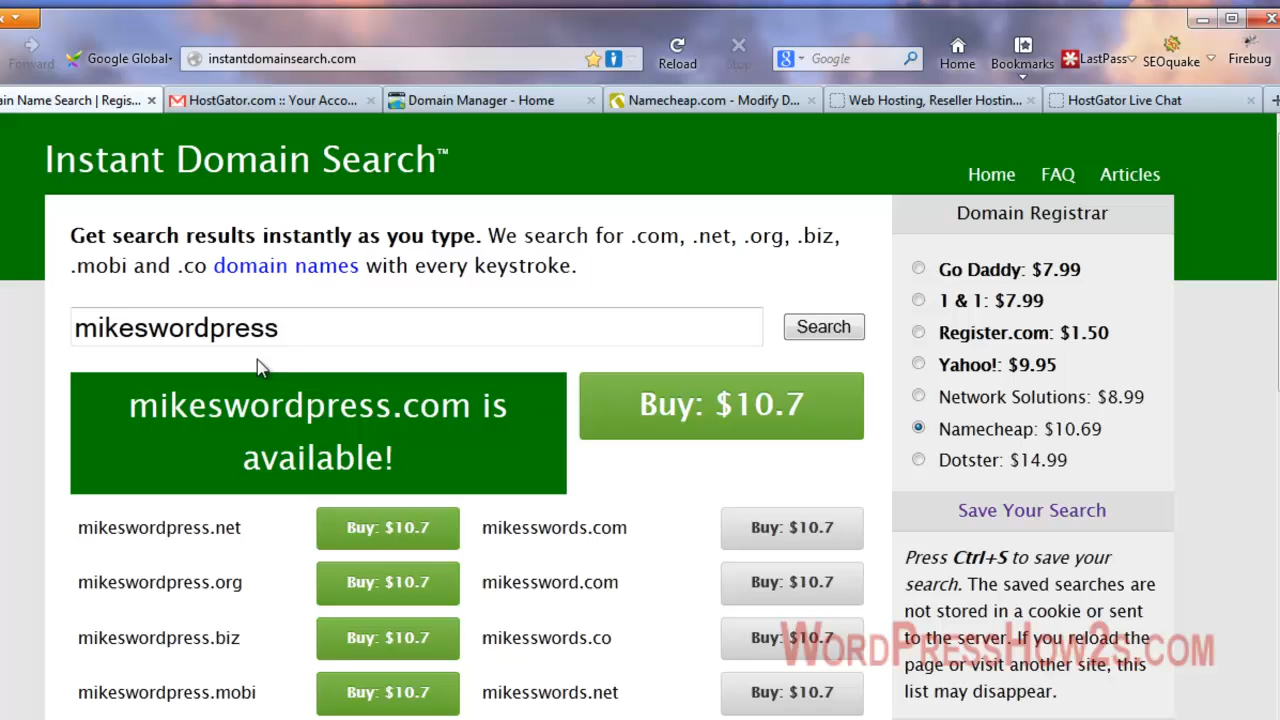 Forward
Google Global
instantdomainsearch.com
Reload
Stop
Google
Home
Bookmarks
LastPass
SEOquake
Firebug
ain Name Search | Regis...
HostGator.com :: Your Acco...
Domain Manager - Home
Namecheap.com - Modify D...
Web Hosting, Reseller Hostin...
HostGator Live Chat
Instant Domain Search™
Home FAQ Articles
Get search results instantly as you type. We search for .com, .net, .org, .biz,
.mobi and .co domain names with every keystroke.
mikeswordpress
Search
mikeswordpress.com is
available!
Buy: $10.7
mikeswordpress.net Buy: $10.7 mikesswords.com Buy: $10.7
mikeswordpress.org Buy: $10.7 mikessword.com Buy: $10.7
mikeswordpress.biz Buy: $10.7 mikesswords.co Buy: $10.7
mikeswordpress.mobi Buy: $10.7 mikesswords.net Buy: $10.7
Domain Registrar
Go Daddy: $7.99
1 & 1: $7.99
Register.com: $1.50
Yahoo!: $9.95
Network Solutions: $8.99
Namecheap: $10.69
Dotster: $14.99
Save Your Search
Press Ctrl+S to save your
search. The saved searches are
not stored in a cookie or sent
to the server. If you reload the
page or visit another site, this
list may disappear.
WordPressHow2s.com